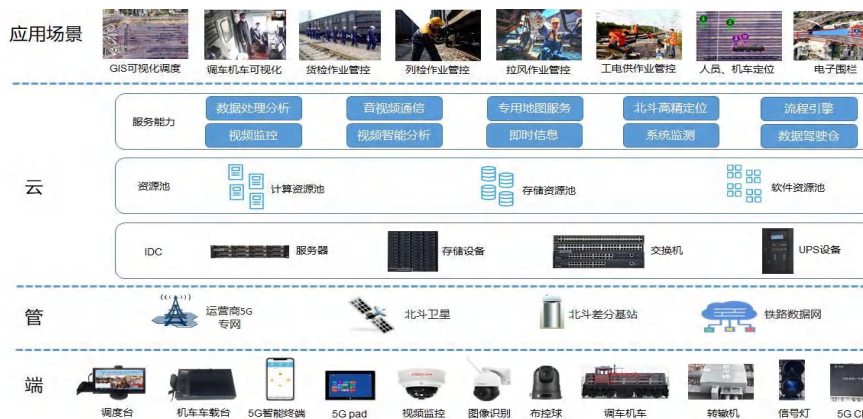 应用场景
GIS可视化调度 调车机车可视化 货检作业管控 列检作业管控 拉风作业管控 工电供作业管控 人员、机车定位 电子围栏
云
服务能力
数据处理分析 音视频通信 专用地图服务 北斗高精定位 流程引擎
视频监控 视频智能分析 即时信息 系统监测 数据驾驶仓
资源池 计算资源池 存储资源池 软件资源池
IDC 服务器 存储设备 交换机 UPS设备
管
运营商5G
专网
北斗卫星 北斗差分基站 铁路数据网
端
调度台 机车车载台 5G智能终端 5G pad 视频监控 图像识别 布控球 调车机车 转辙机 信号灯